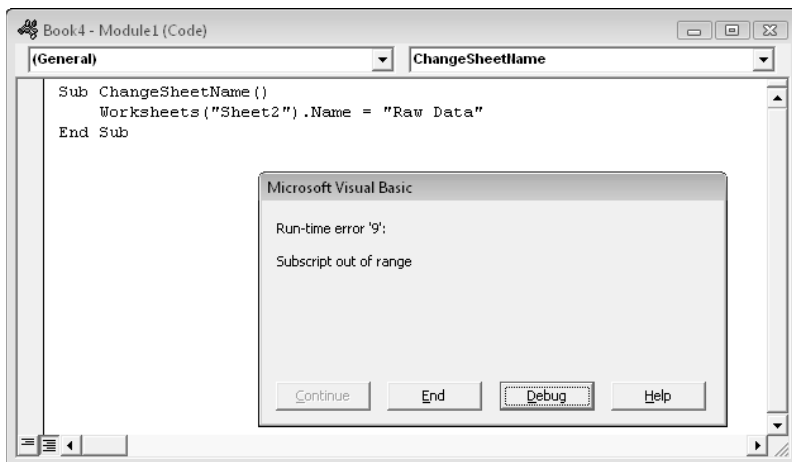 Book4 - Module1 (Code)
(General)
ChangeSheetName
Sub ChangeSheetName()
Worksheets("Sheet2").Name = "Raw Data"
End Sub
Microsoft Visual Basic
Run-time error '9':
Subscript out of range
Continue
End
Debug
Help